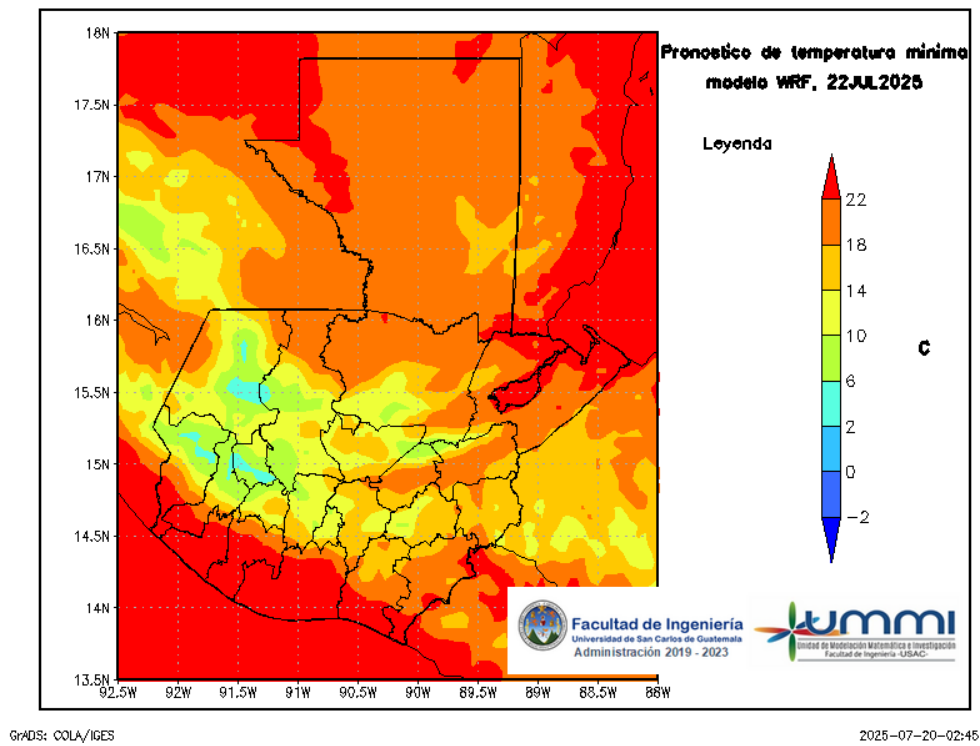 Pronostico de temperatura minima
modelo WRF, 22JUL2025
Leyenda
22
18
14
10
6
2
0
-2
C
18N
17.5N
17N
16.5N
16N
15.5N
15N
14.5N
14N
13.5N
92.5W
92W
91.5W
91W
90.5W
90W
89.5W
89W
88.5W
88W
Facultad de Ingeniería
Universidad de San Carlos de Guatemala
Administración 2019 - 2023
ummi
Unidad de Modelación Matemática e Investigación
Facultad de Ingeniería -USAC-
GrADS: COLA/IGES
2025-07-20-02:46